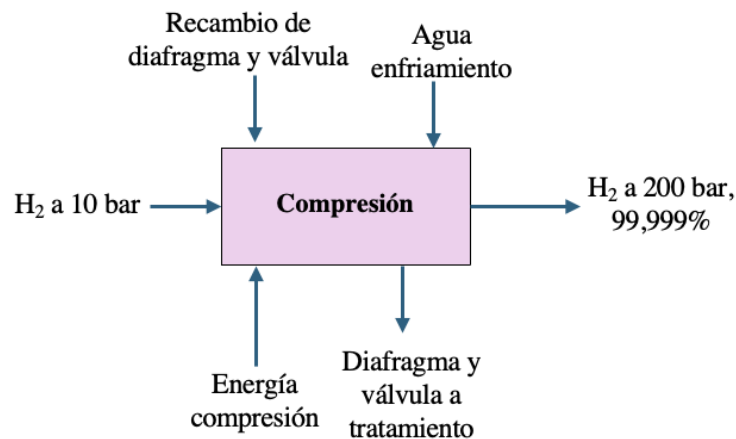 Recambio de
diafragma y válvula
Agua
enfriamiento
H₂ a 10 bar
Compresión
H₂ a 200 bar,
99,999%
Energía
compresión
Diafragma y
válvula a
tratamiento